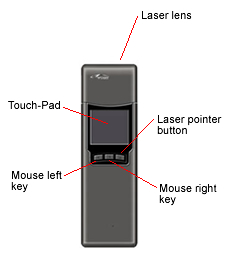 Laser lens
Touch-Pad
Laser pointer
button
Mouse left
key
Mouse right
key